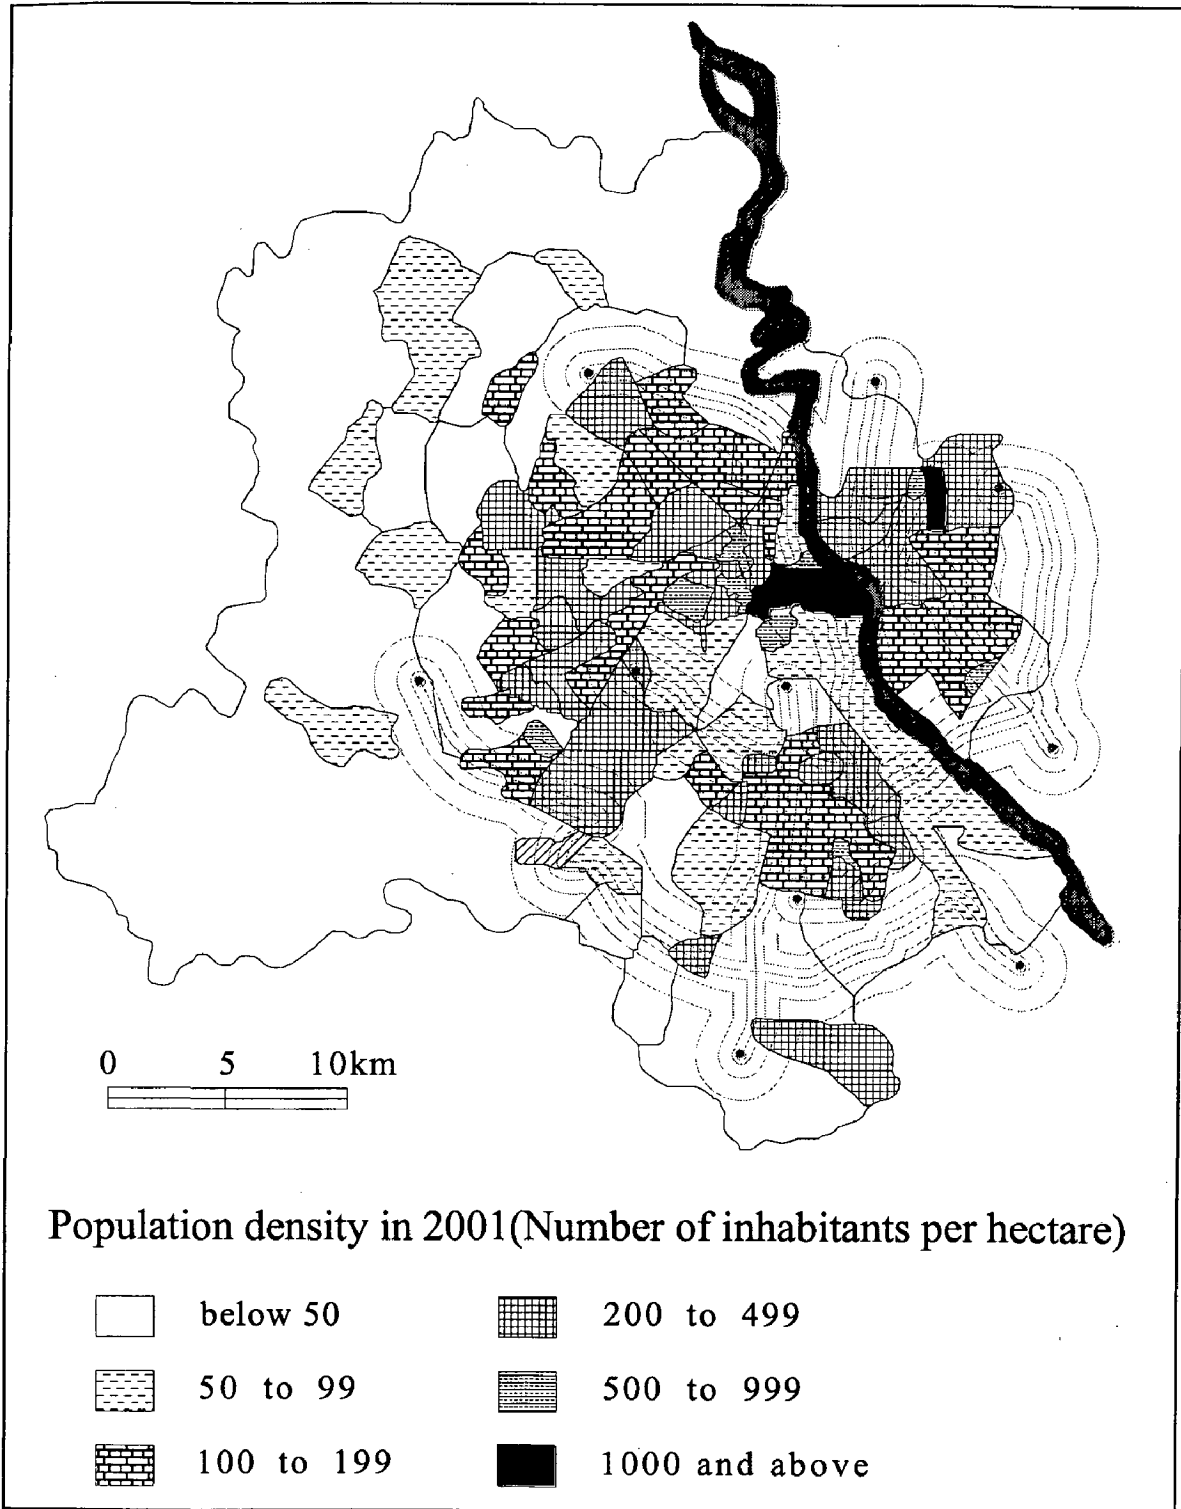 0 5 10km
Population density in 2001(Number of inhabitants per hectare)
below 50
200 to 499
50 to 99
500 to 999
100 to 199
1000 and above